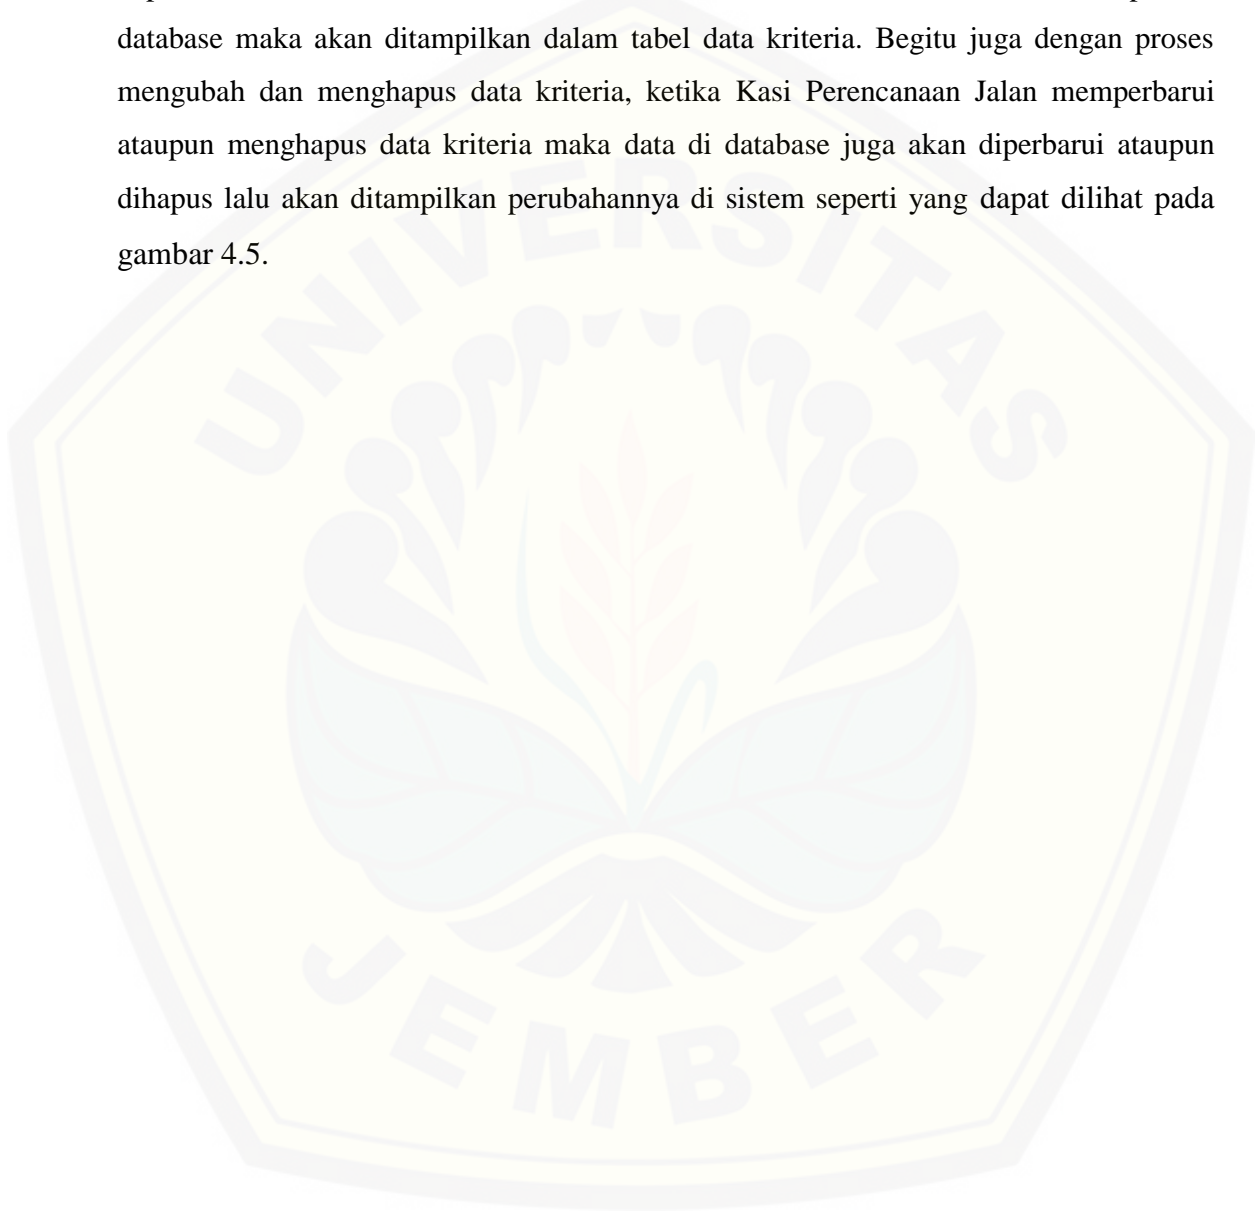 database maka akan ditampilkan dalam tabel data kriteria. Begitu juga dengan proses
mengubah dan menghapus data kriteria, ketika Kasi Perencanaan Jalan memperbarui
ataupun menghapus data kriteria maka data di database juga akan diperbarui ataupun
dihapus lalu akan ditampilkan perubahannya di sistem seperti yang dapat dilihat pada
gambar 4.5.
UNIVERSITAS
JEMBER